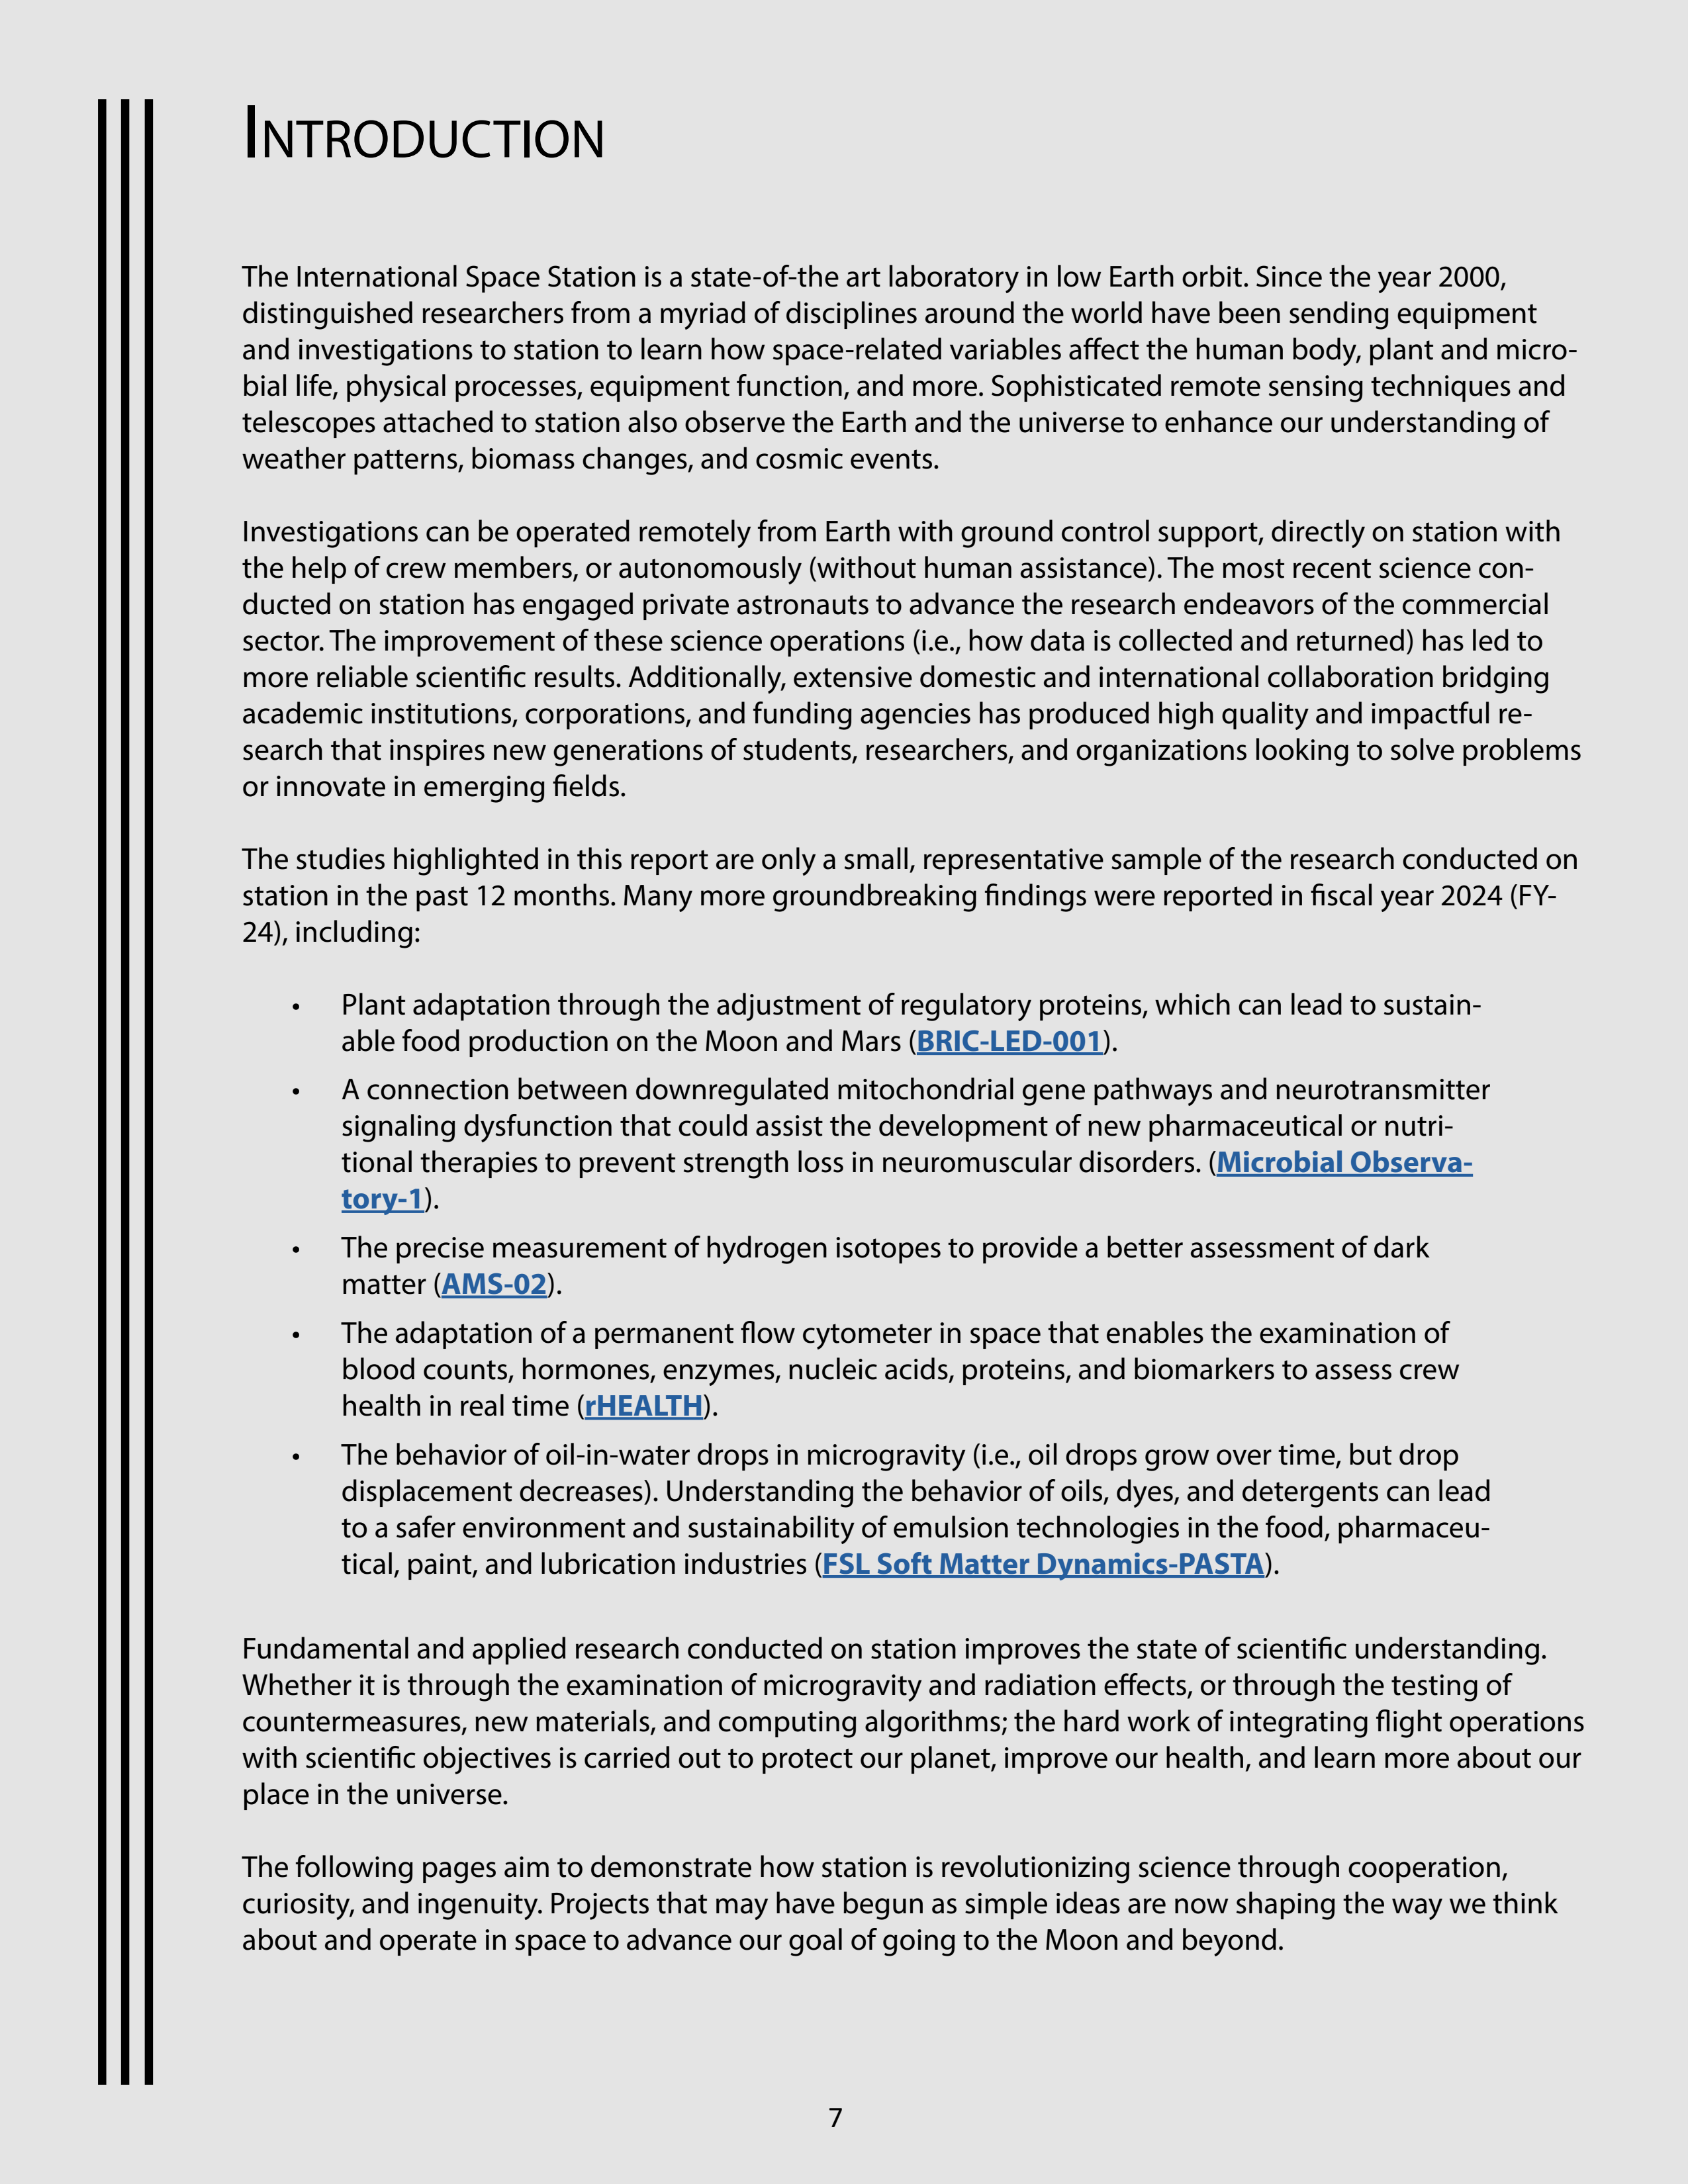 INTRODUCTION
The International Space Station is a state-of-the art laboratory in low Earth orbit. Since the year 2000,
distinguished researchers from a myriad of disciplines around the world have been sending equipment
and investigations to station to learn how space-related variables affect the human body, plant and micro-
bial life, physical processes, equipment function, and more. Sophisticated remote sensing techniques and
telescopes attached to station also observe the Earth and the universe to enhance our understanding of
weather patterns, biomass changes, and cosmic events.
Investigations can be operated remotely from Earth with ground control support, directly on station with
the help of crew members, or autonomously (without human assistance). The most recent science con-
ducted on station has engaged private astronauts to advance the research endeavors of the commercial
sector. The improvement of these science operations (i.e., how data is collected and returned) has led to
more reliable scientific results. Additionally, extensive domestic and international collaboration bridging
academic institutions, corporations, and funding agencies has produced high quality and impactful re-
search that inspires new generations of students, researchers, and organizations looking to solve problems
or innovate in emerging fields.
The studies highlighted in this report are only a small, representative sample of the research conducted on
station in the past 12 months. Many more groundbreaking findings were reported in fiscal year 2024 (FY-
24), including:
• Plant adaptation through the adjustment of regulatory proteins, which can lead to sustain-
able food production on the Moon and Mars (BRIC-LED-001).
• A connection between downregulated mitochondrial gene pathways and neurotransmitter
signaling dysfunction that could assist the development of new pharmaceutical or nutri-
tional therapies to prevent strength loss in neuromuscular disorders. (Microbial Observa-
tory-1).
• The precise measurement of hydrogen isotopes to provide a better assessment of dark
matter (AMS-02).
• The adaptation of a permanent flow cytometer in space that enables the examination of
blood counts, hormones, enzymes, nucleic acids, proteins, and biomarkers to assess crew
health in real time (rHEALTH).
• The behavior of oil-in-water drops in microgravity (i.e., oil drops grow over time, but drop
displacement decreases). Understanding the behavior of oils, dyes, and detergents can lead
to a safer environment and sustainability of emulsion technologies in the food, pharmaceu-
tical, paint, and lubrication industries (FSL Soft Matter Dynamics-PASTA).
Fundamental and applied research conducted on station improves the state of scientific understanding.
Whether it is through the examination of microgravity and radiation effects, or through the testing of
countermeasures, new materials, and computing algorithms; the hard work of integrating flight operations
with scientific objectives is carried out to protect our planet, improve our health, and learn more about our
place in the universe.
The following pages aim to demonstrate how station is revolutionizing science through cooperation,
curiosity, and ingenuity. Projects that may have begun as simple ideas are now shaping the way we think
about and operate in space to advance our goal of going to the Moon and beyond.
7